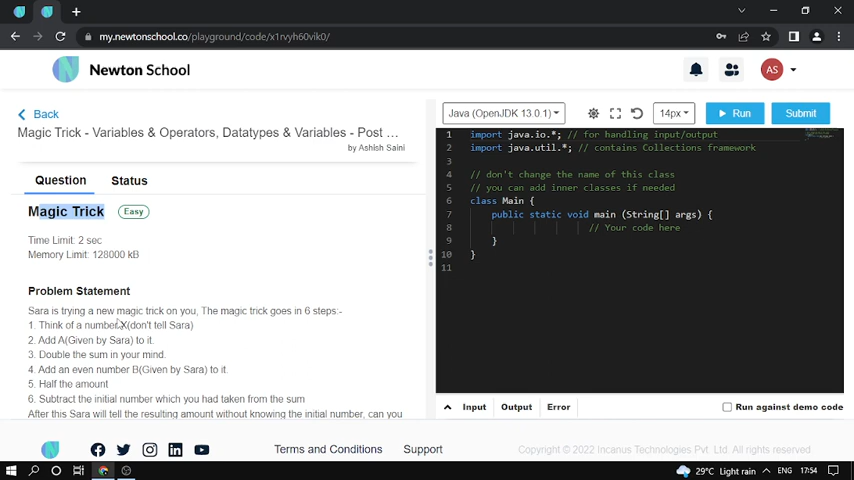 my.newtonschool.co/playground/code/x1rvyh60vik0/
Newton School
AS
Back
Magic Trick - Variables & Operators, Datatypes & Variables - Post ...
by Ashish Saini
Question Status
Magic Trick Easy
Time Limit: 2 sec
Memory Limit: 128000 kB
Problem Statement
Sara is trying a new magic trick on you, The magic trick goes in 6 steps:-
1. Think of a number X(don't tell Sara)
2. Add A(Given by Sara) to it.
3. Double the sum in your mind.
4. Add an even number B(Given by Sara) to it.
5. Half the amount
6. Subtract the initial number which you had taken from the sum
After this Sara will tell the resulting amount without knowing the initial number, can you
Java (OpenJDK 13.0.1) 14px Run Submit
1 import java.io.*; // for handling input/output
2 import java.util.*; // contains Collections framework
3
4 // don't change the name of this class
5 // you can add inner classes if needed
6 class Main {
7 public static void main (String[] args) {
8 // Your code here
9 }
10 }
11
Input Output Error Run against demo code
Terms and Conditions Support Copyright © 2022 Incanus Technologies Pvt. Ltd. All rights reserved
29°C Light rain ENG 17:54